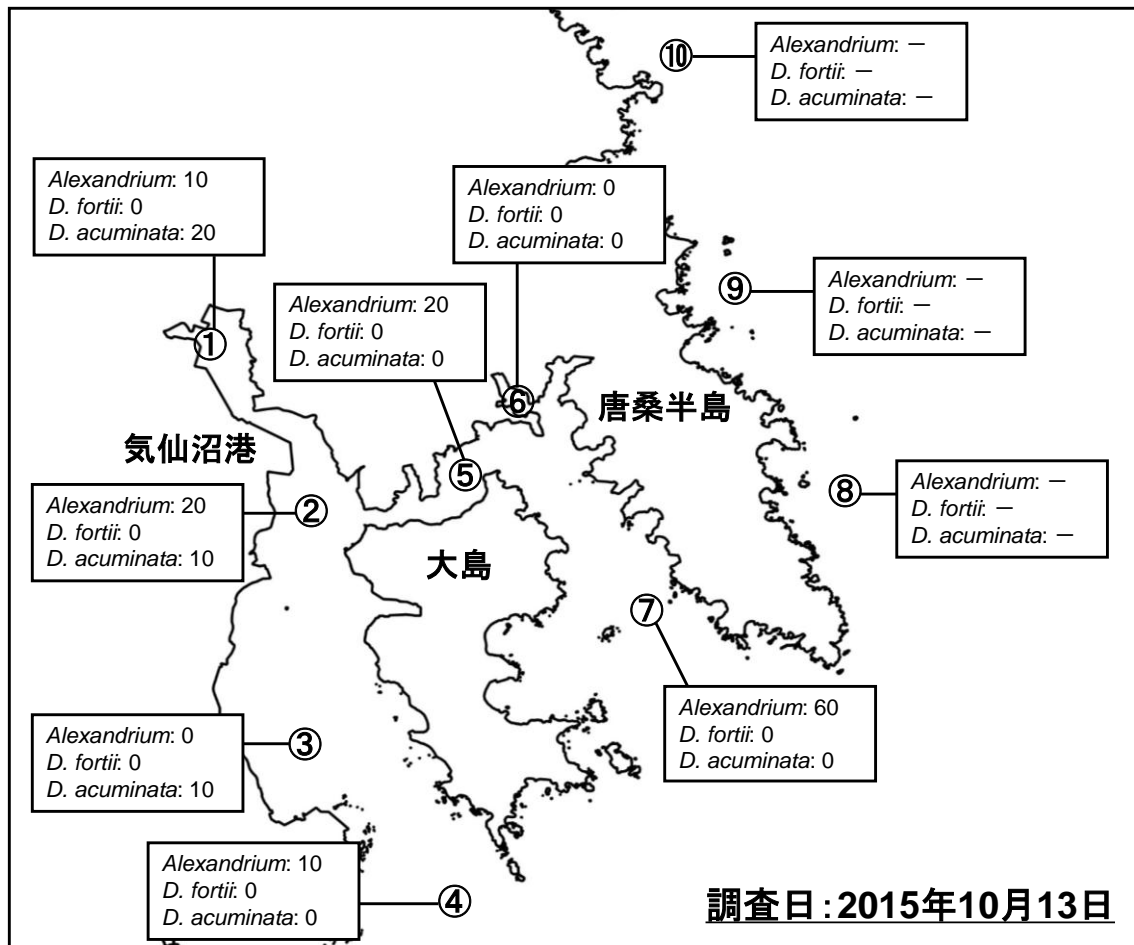 ⑩
Alexandrium: －
D. fortii: －
D. acuminata: －
Alexandrium: 10
D. fortii: 0
D. acuminata: 20
①
Alexandrium: 0
D. fortii: 0
D. acuminata: 0
⑥
Alexandrium: 20
D. fortii: 0
D. acuminata: 0
⑤
⑨
Alexandrium: －
D. fortii: －
D. acuminata: －
唐桑半島
気仙沼港
Alexandrium: 20
D. fortii: 0
D. acuminata: 10
②
大島
⑧
Alexandrium: －
D. fortii: －
D. acuminata: －
⑦
Alexandrium: 60
D. fortii: 0
D. acuminata: 0
Alexandrium: 0
D. fortii: 0
D. acuminata: 10
③
Alexandrium: 10
D. fortii: 0
D. acuminata: 0
④
調査日：2015年10月13日